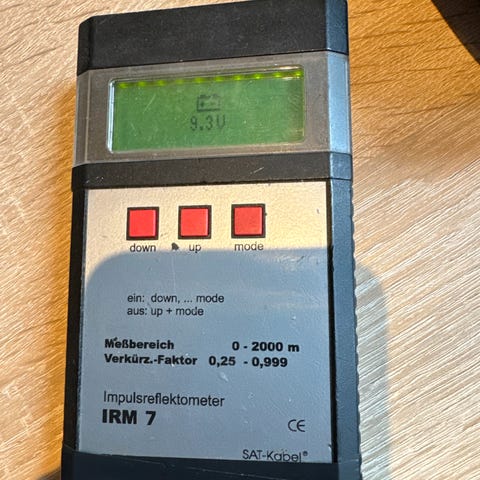 9.3V
down up mode
ein: down, ... mode
aus: up + mode
Meßbereich 0 - 2000 m
Verkürz.-Faktor 0,25 - 0,999
Impulsreflektometer
IRM 7
CE
SAT-Kabel®